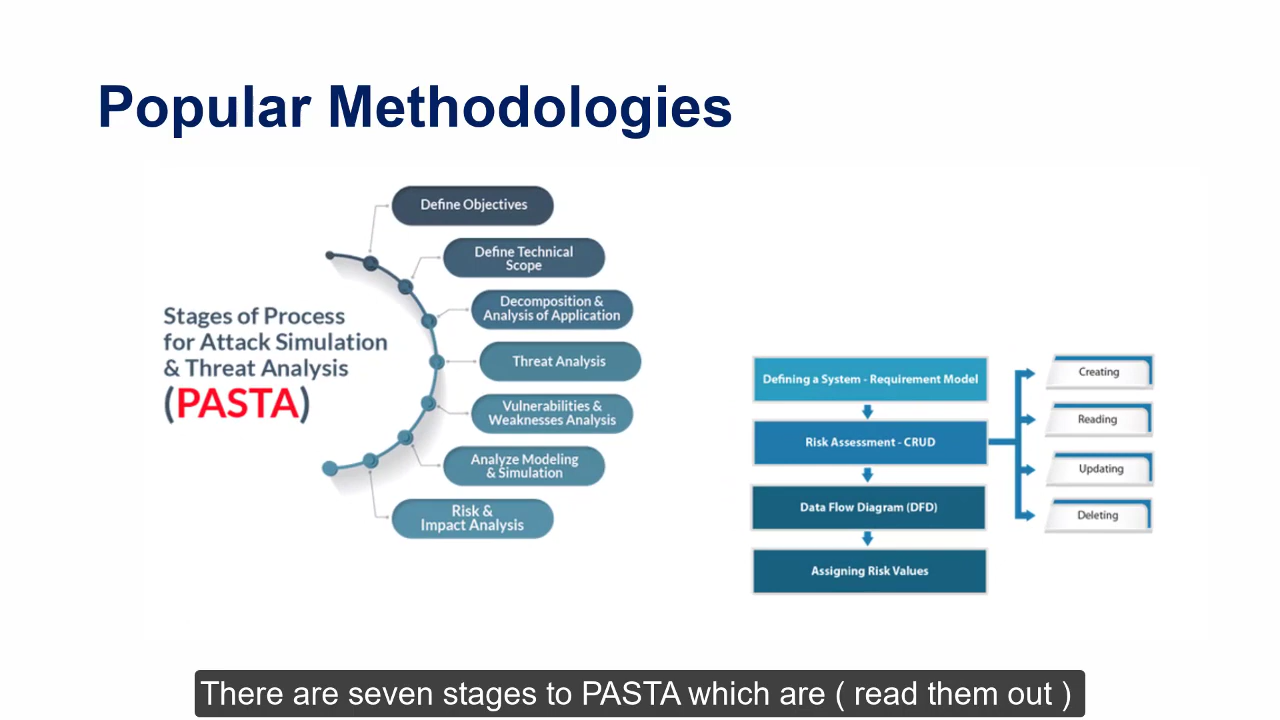 Popular Methodologies
Define Objectives
Define Technical
Scope
Decomposition &
Analysis of Application
Stages of Process
for Attack Simulation
& Threat Analysis
(PASTA)
Threat Analysis
Vulnerabilities &
Weaknesses Analysis
Analyze Modeling
& Simulation
Risk &
Impact Analysis
Defining a System - Requirement Model
Risk Assessment - CRUD
Data Flow Diagram (DFD)
Assigning Risk Values
Creating
Reading
Updating
Deleting
There are seven stages to PASTA which are ( read them out )